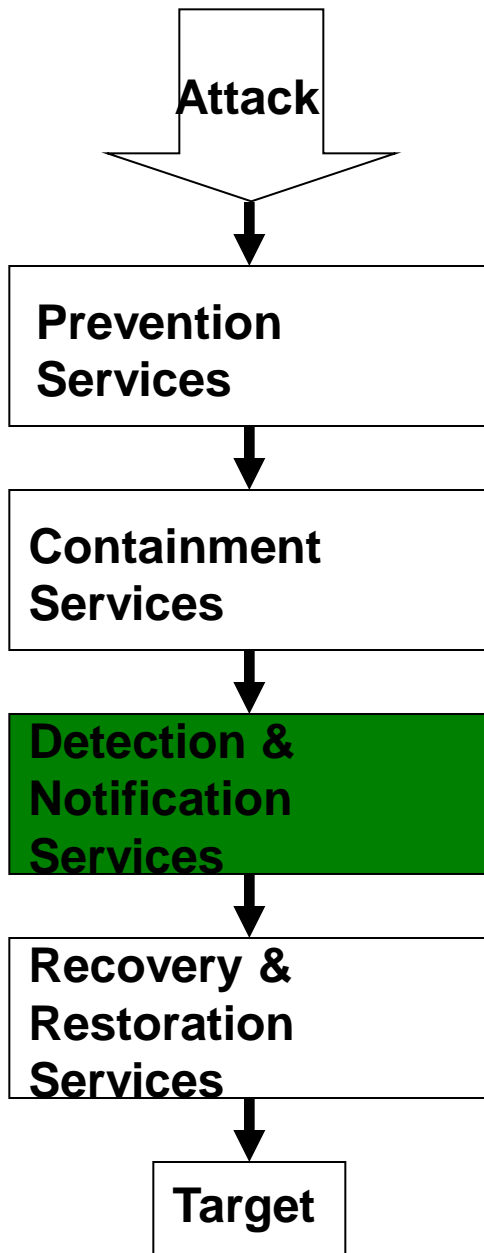 Attack
Prevention
Services
Containment
Services
Detection &
Notification
Services
Recovery &
Restoration
Services
Target